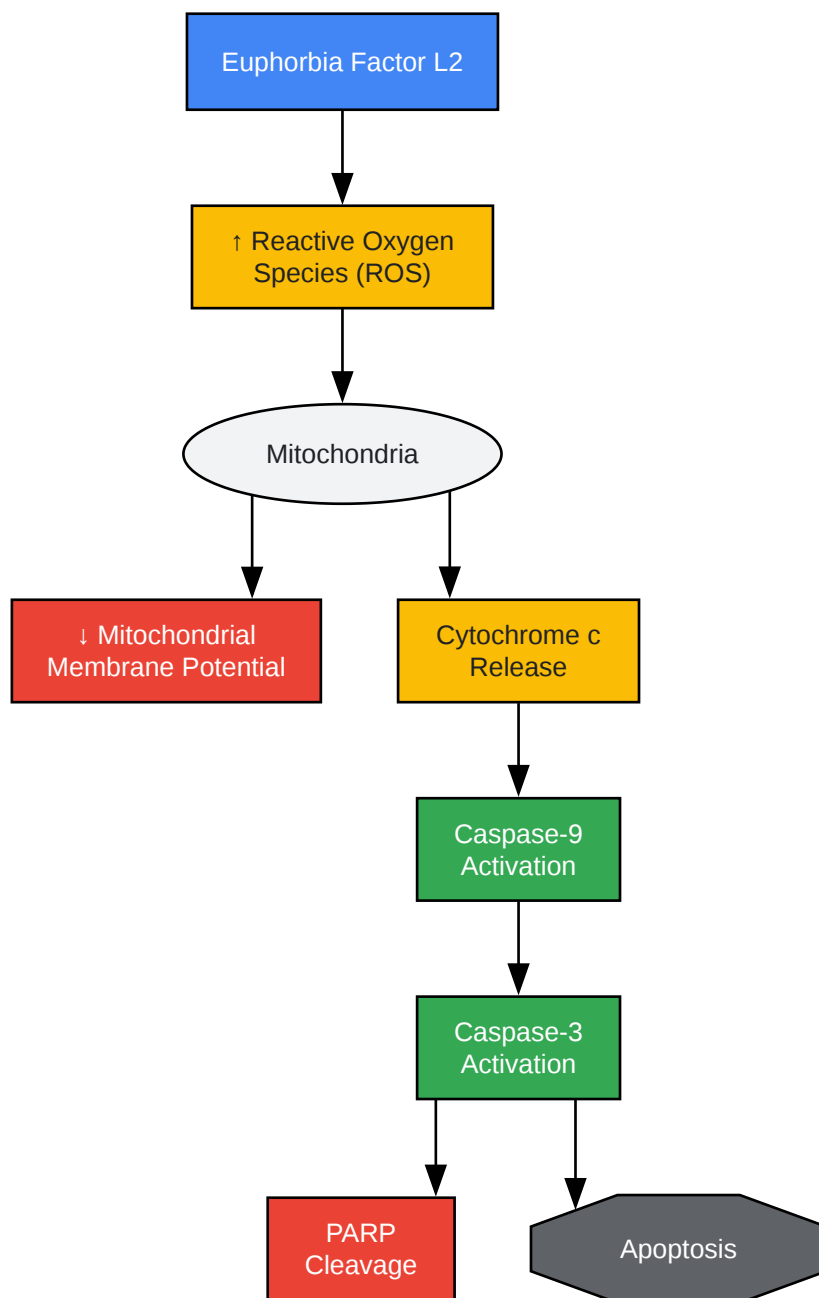 Euphorbia Factor L2
↑ Reactive Oxygen
Species (ROS)
Mitochondria
↓ Mitochondrial
Membrane Potential
Cytochrome c
Release
Caspase-9
Activation
Caspase-3
Activation
PARP
Cleavage
Apoptosis